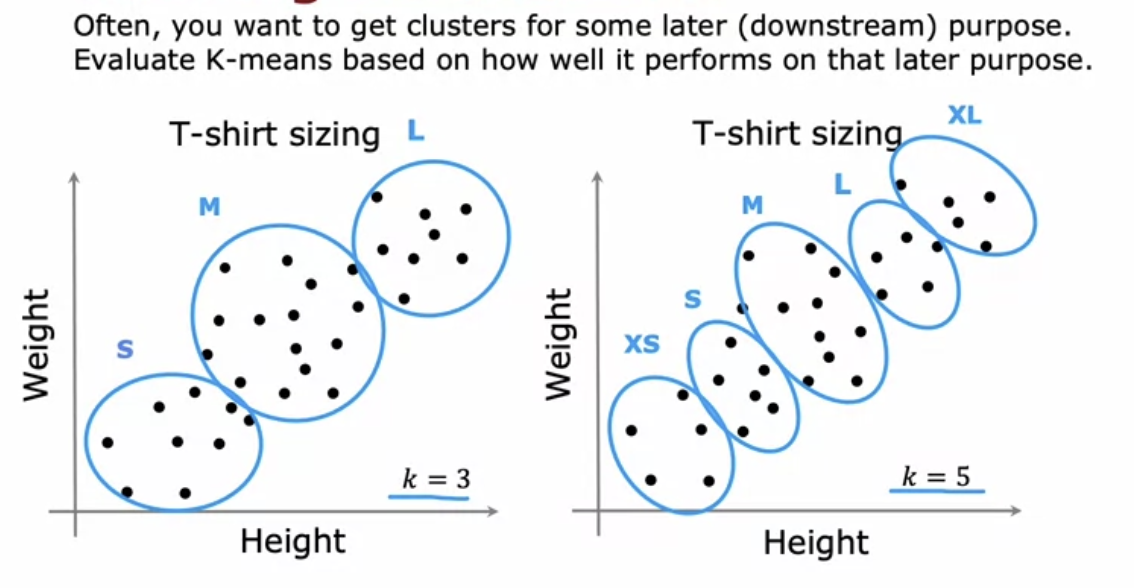 Often, you want to get clusters for some later (downstream) purpose.
Evaluate K-means based on how well it performs on that later purpose.
T-shirt sizing
L
M
S
Weight
k = 3
Height
T-shirt sizing
XL
L
M
S
XS
Weight
k = 5
Height